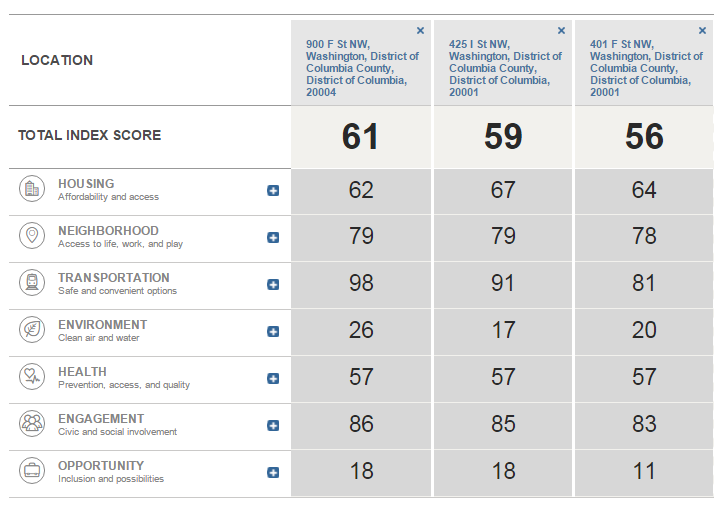 LOCATION
× × ×
900 F St NW, 425 I St NW, 401 F St NW,
Washington, District of Washington, District of Washington, District of
Columbia County, Columbia County, Columbia County,
District of Columbia, District of Columbia, District of Columbia,
20004 20001 20001
TOTAL INDEX SCORE 61 59 56
HOUSING 62 67 64
Affordability and access
NEIGHBORHOOD 79 79 78
Access to life, work, and play
TRANSPORTATION 98 91 81
Safe and convenient options
ENVIRONMENT 26 17 20
Clean air and water
HEALTH 57 57 57
Prevention, access, and quality
ENGAGEMENT 86 85 83
Civic and social involvement
OPPORTUNITY 18 18 11
Inclusion and possibilities